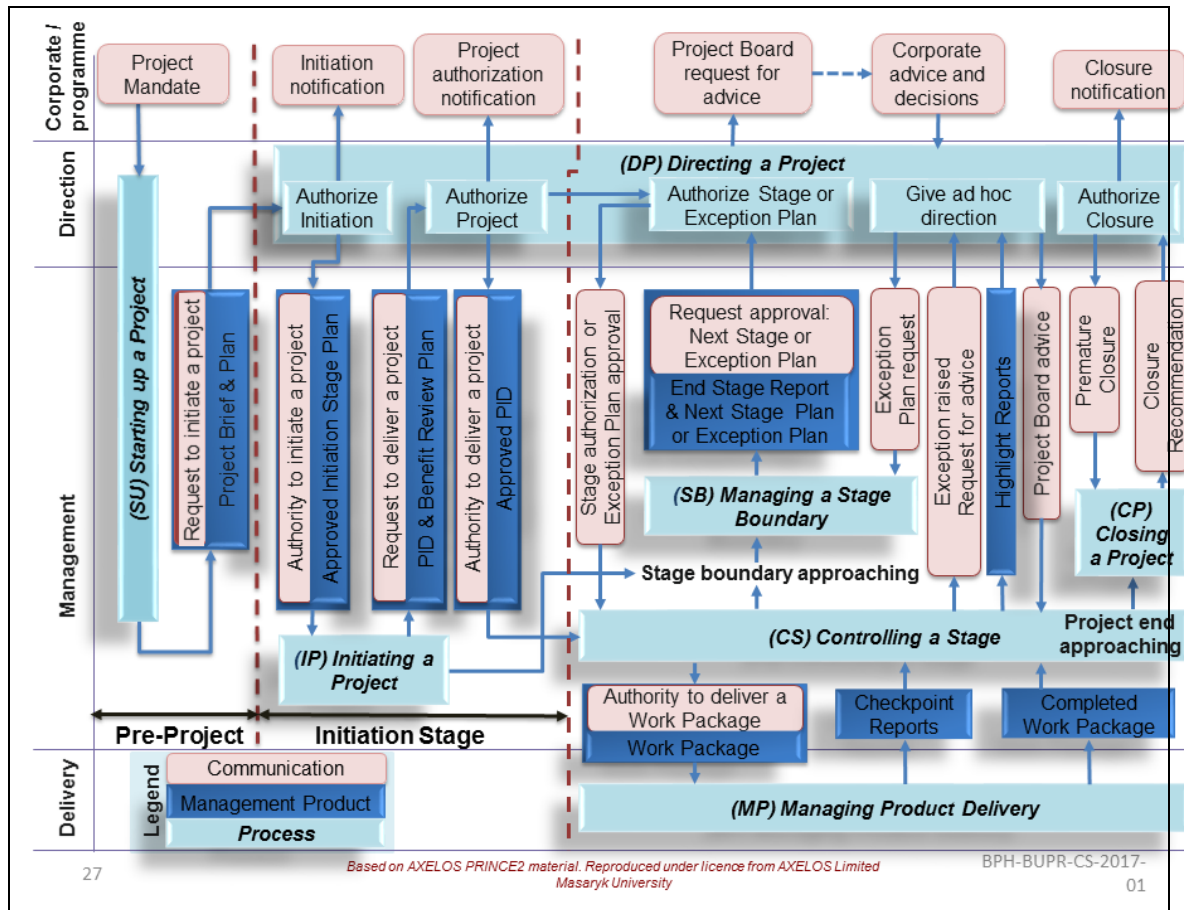 Corporate /
programme
Project
Mandate
Initiation
notification
Project
authorization
notification
Project Board
request for
advice
Corporate
advice and
decisions
Closure
notification
Direction
(DP) Directing a Project
Authorize
Initiation
Authorize
Project
Authorize Stage or
Exception Plan
Give ad hoc
direction
Authorize
Closure
Management
(SU) Starting up a Project
Request to initiate a project
Project Brief & Plan
Authority to initiate a project
Approved Initiation Stage Plan
Request to deliver a project
PID & Benefit Review Plan
Authority to deliver a project
Approved PID
Stage authorization or
Exception Plan approval
Request approval:
Next Stage or
Exception Plan
End Stage Report
& Next Stage Plan
or Exception Plan
Exception
Plan request
Exception raised
Request for advice
Highlight Reports
Project Board advice
Premature
Closure
Closure
Recommendation
(SB) Managing a Stage
Boundary
(CP)
Closing
a Project
Stage boundary approaching
(IP) Initiating a
Project
(CS) Controlling a Stage
Project end
approaching
Authority to deliver a
Work Package
Work Package
Checkpoint
Reports
Completed
Work Package
Pre-Project
Initiation Stage
Delivery
Legend
Communication
Management Product
Process
(MP) Managing Product Delivery
27
Based on AXELOS PRINCE2 material. Reproduced under licence from AXELOS Limited
Masaryk University
BPH-BUPR-CS-2017-
01